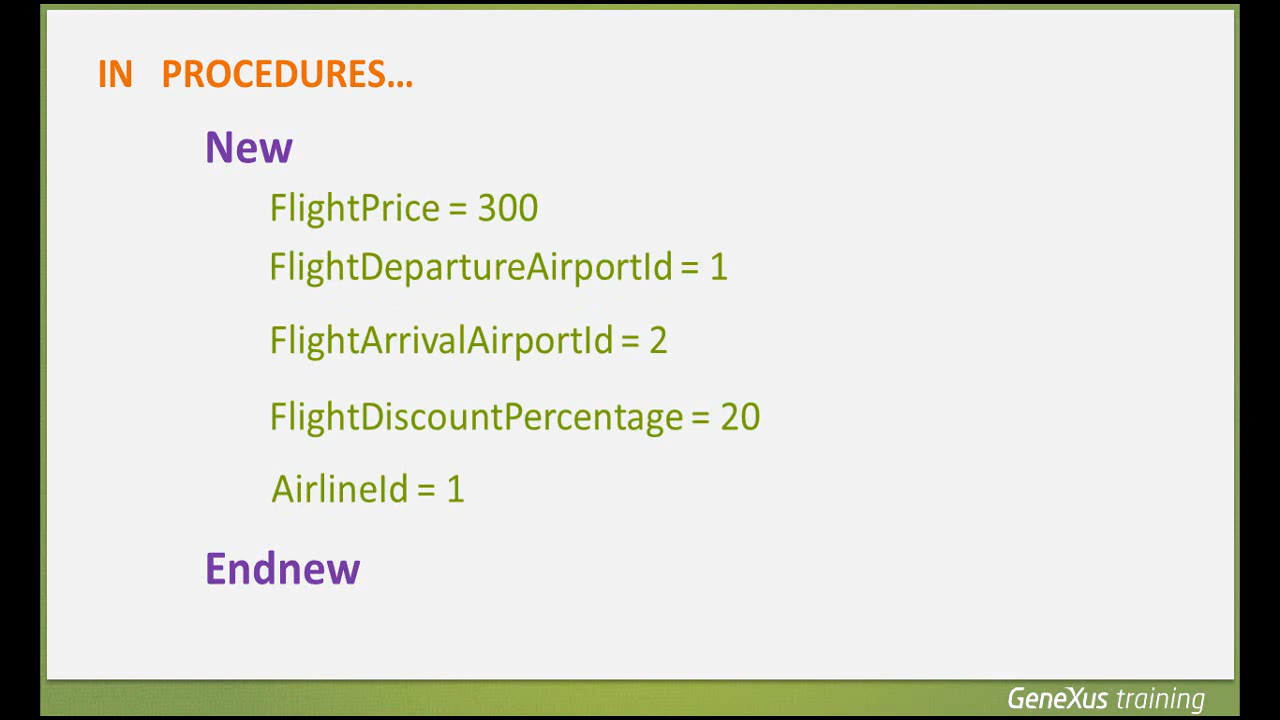 IN PROCEDURES...
New
FlightPrice = 300
FlightDepartureAirportId = 1
FlightArrivalAirportId = 2
FlightDiscountPercentage = 20
AirlineId = 1
Endnew
GeneXus training